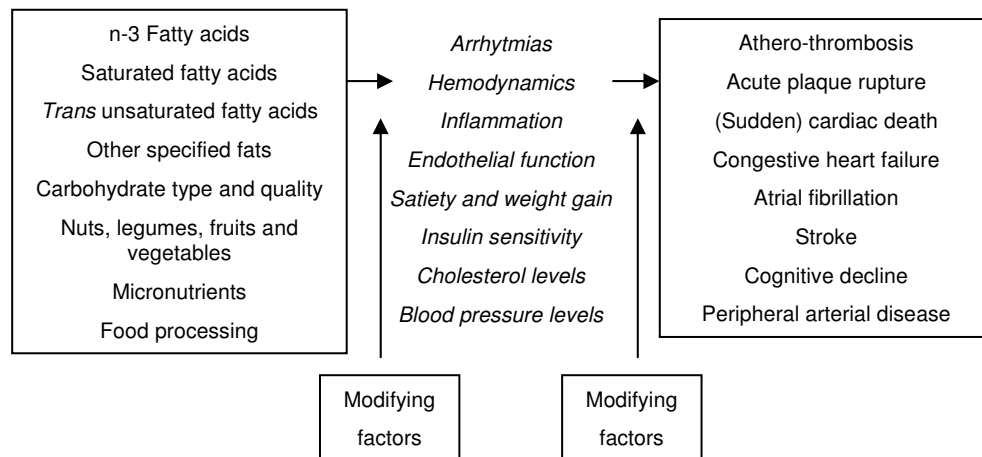 n-3 Fatty acids
Saturated fatty acids
Trans unsaturated fatty acids
Other specified fats
Carbohydrate type and quality
Nuts, legumes, fruits and
vegetables
Micronutrients
Food processing
Arrhytmias
Hemodynamics
Inflammation
Endothelial function
Satiety and weight gain
Insulin sensitivity
Cholesterol levels
Blood pressure levels
Athero-thrombosis
Acute plaque rupture
(Sudden) cardiac death
Congestive heart failure
Atrial fibrillation
Stroke
Cognitive decline
Peripheral arterial disease
Modifying
factors
Modifying
factors